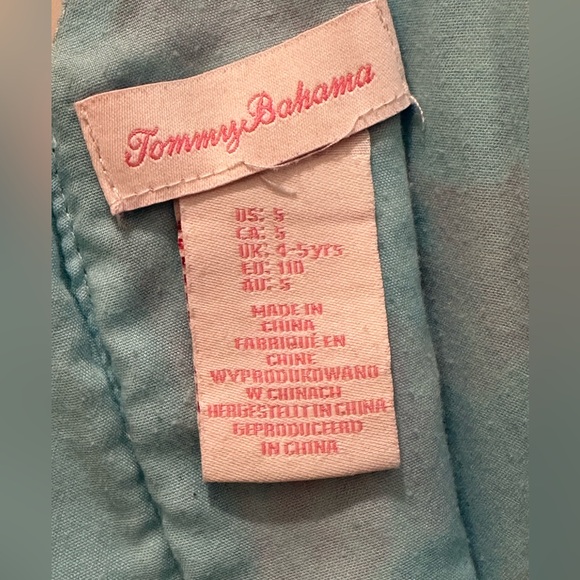 Tommy Bahama
US: 5
CA: 5
UK: 4-5yrs
EU: 110
AU: 5
MADE IN
CHINA
FABRIQUÉ EN
CHINE
WYPRODUKOWANO
W CHINACH
HERGESTELLT IN CHINA
GEPRODUCEERD
IN CHINA